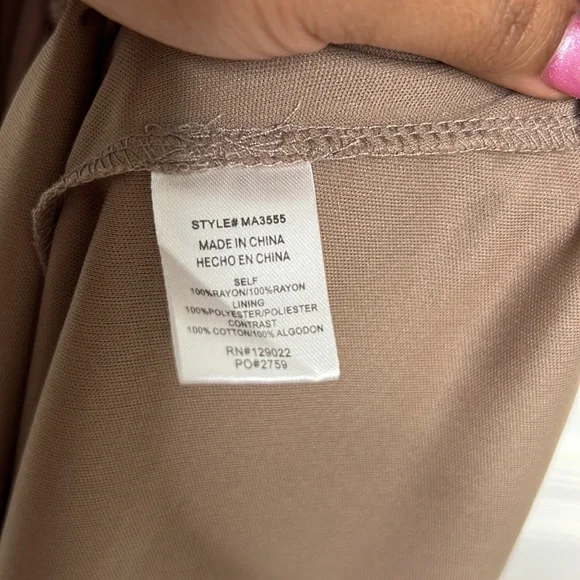 STYLE# MA3555
MADE IN CHINA
HECHO EN CHINA
SELF
100%RAYON/100%RAYON
LINING
100%POLYESTER/POLIESTER
CONTRAST
100% COTTON/100% ALGODON
RN#129022
PO#2759